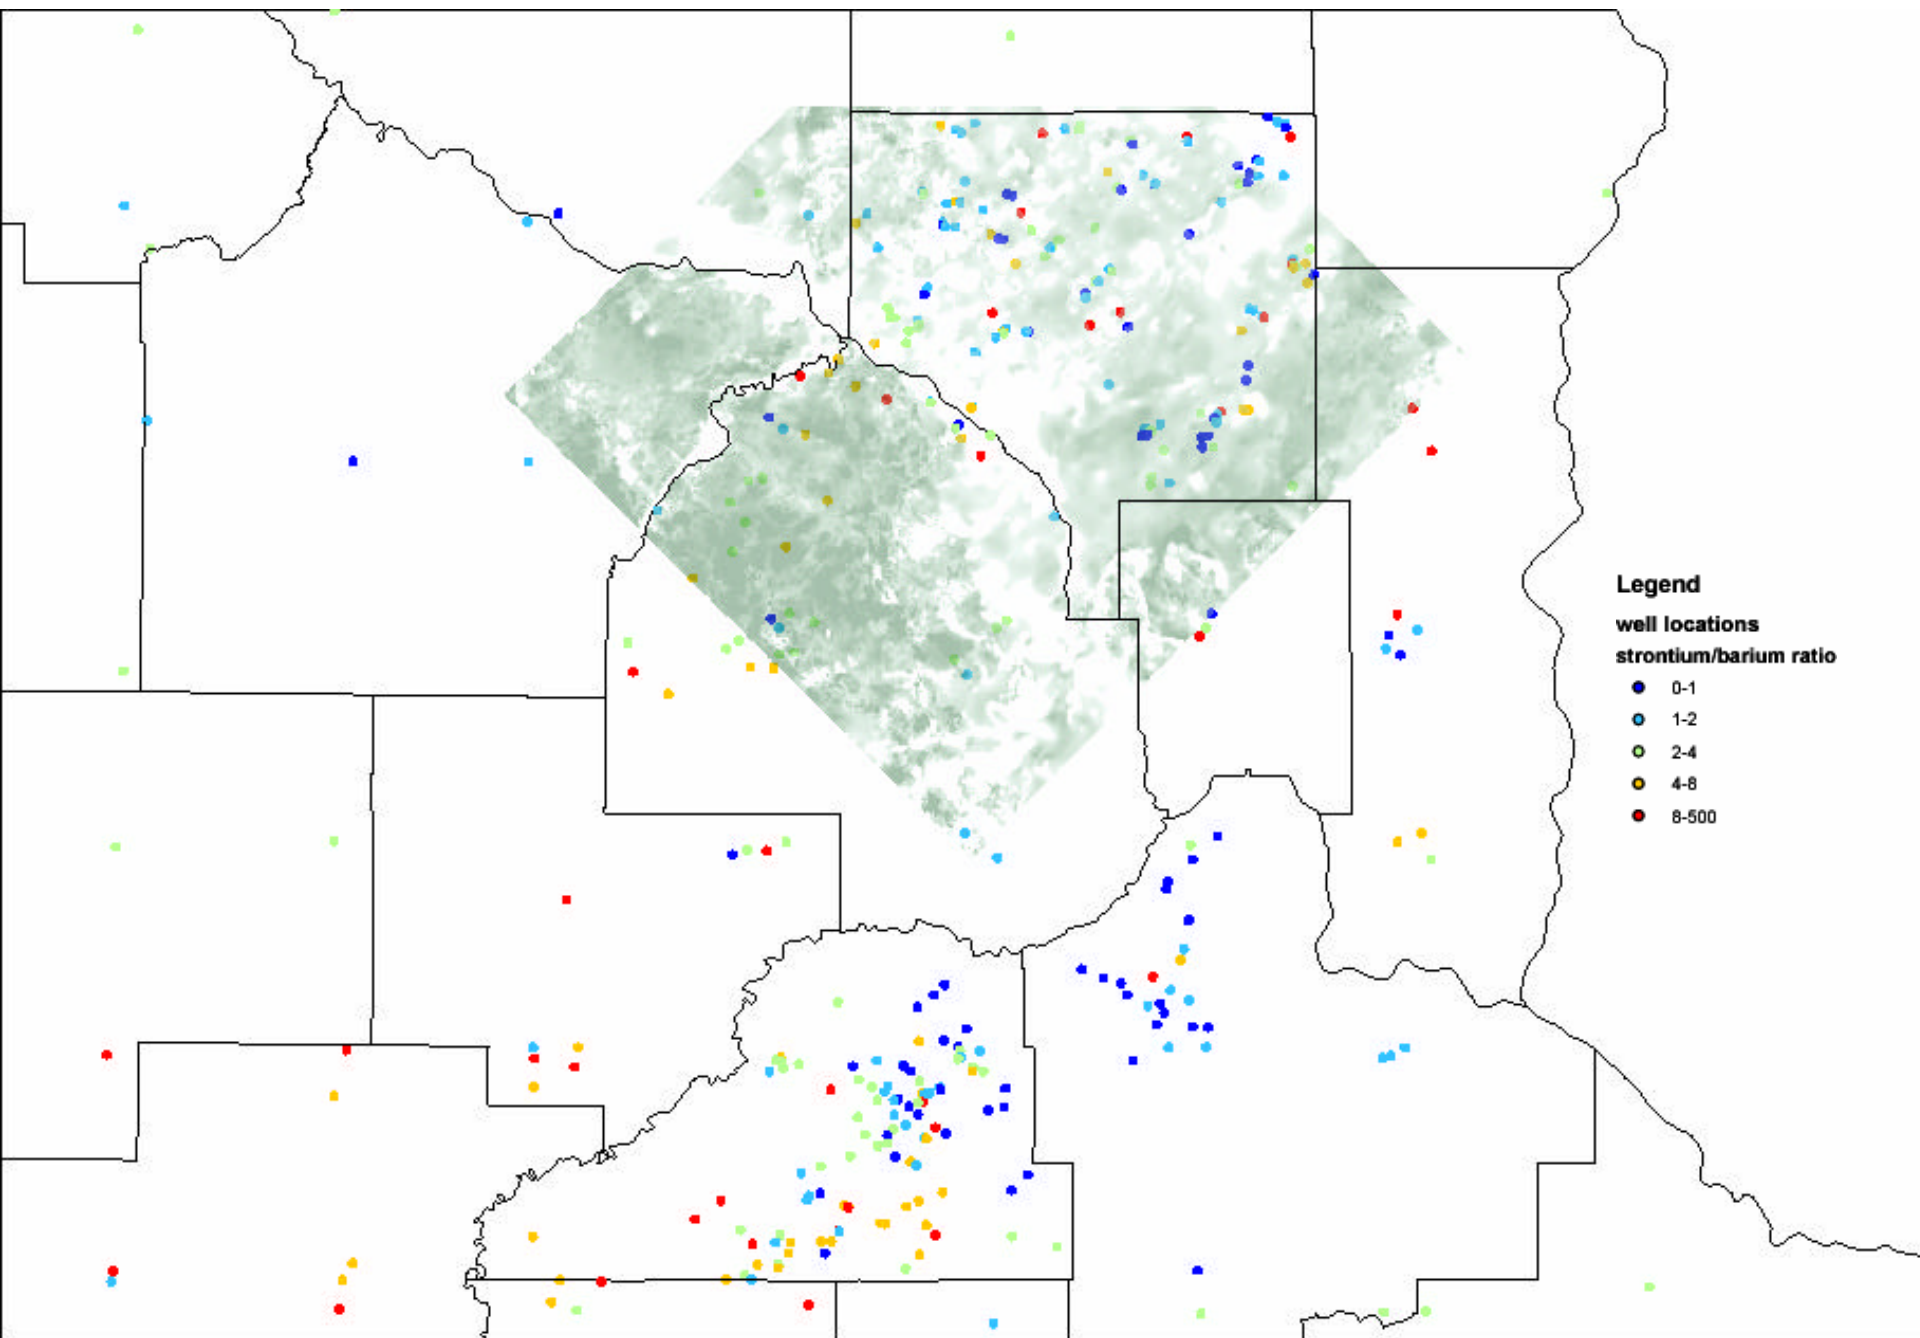 Legend
well locations
strontium/barium ratio
0-1
1-2
2-4
4-8
8-500